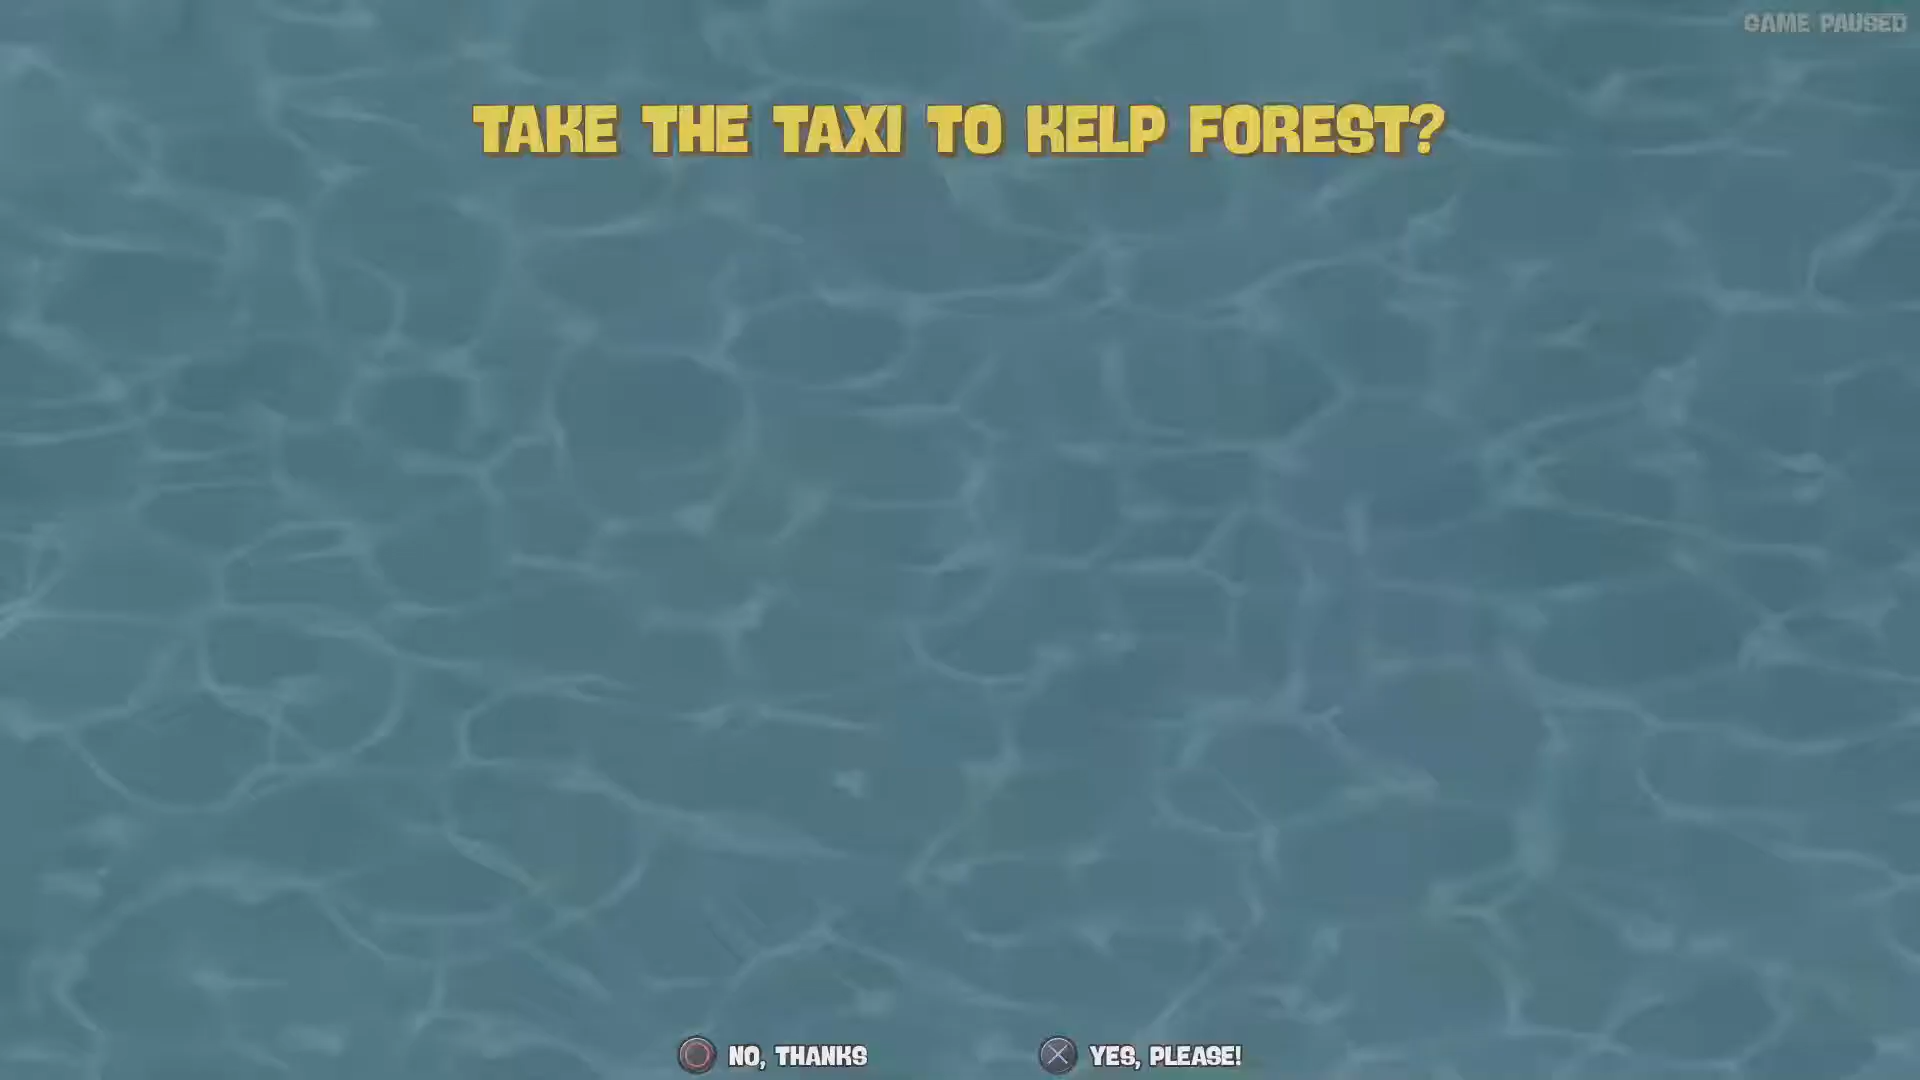 GAME PAUSED
TAKE THE TAXI TO KELP FOREST?
NO, THANKS
YES, PLEASE!